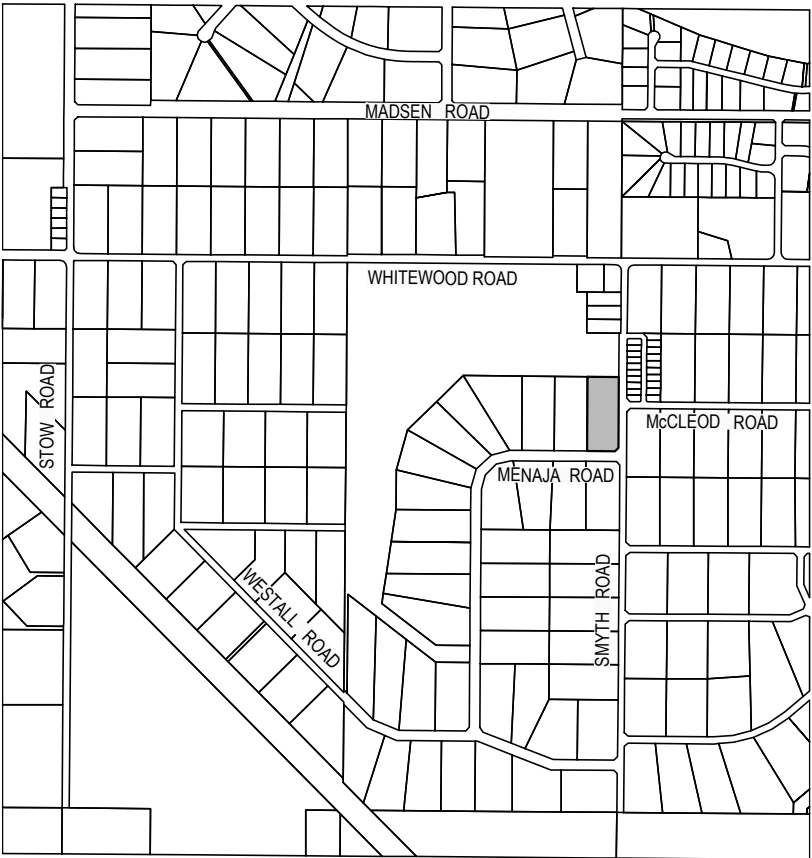 MADSEN ROAD
WHITEWOOD ROAD
STOW ROAD
McCLEOD ROAD
MENAJA ROAD
WESTALL ROAD
SMYTH ROAD